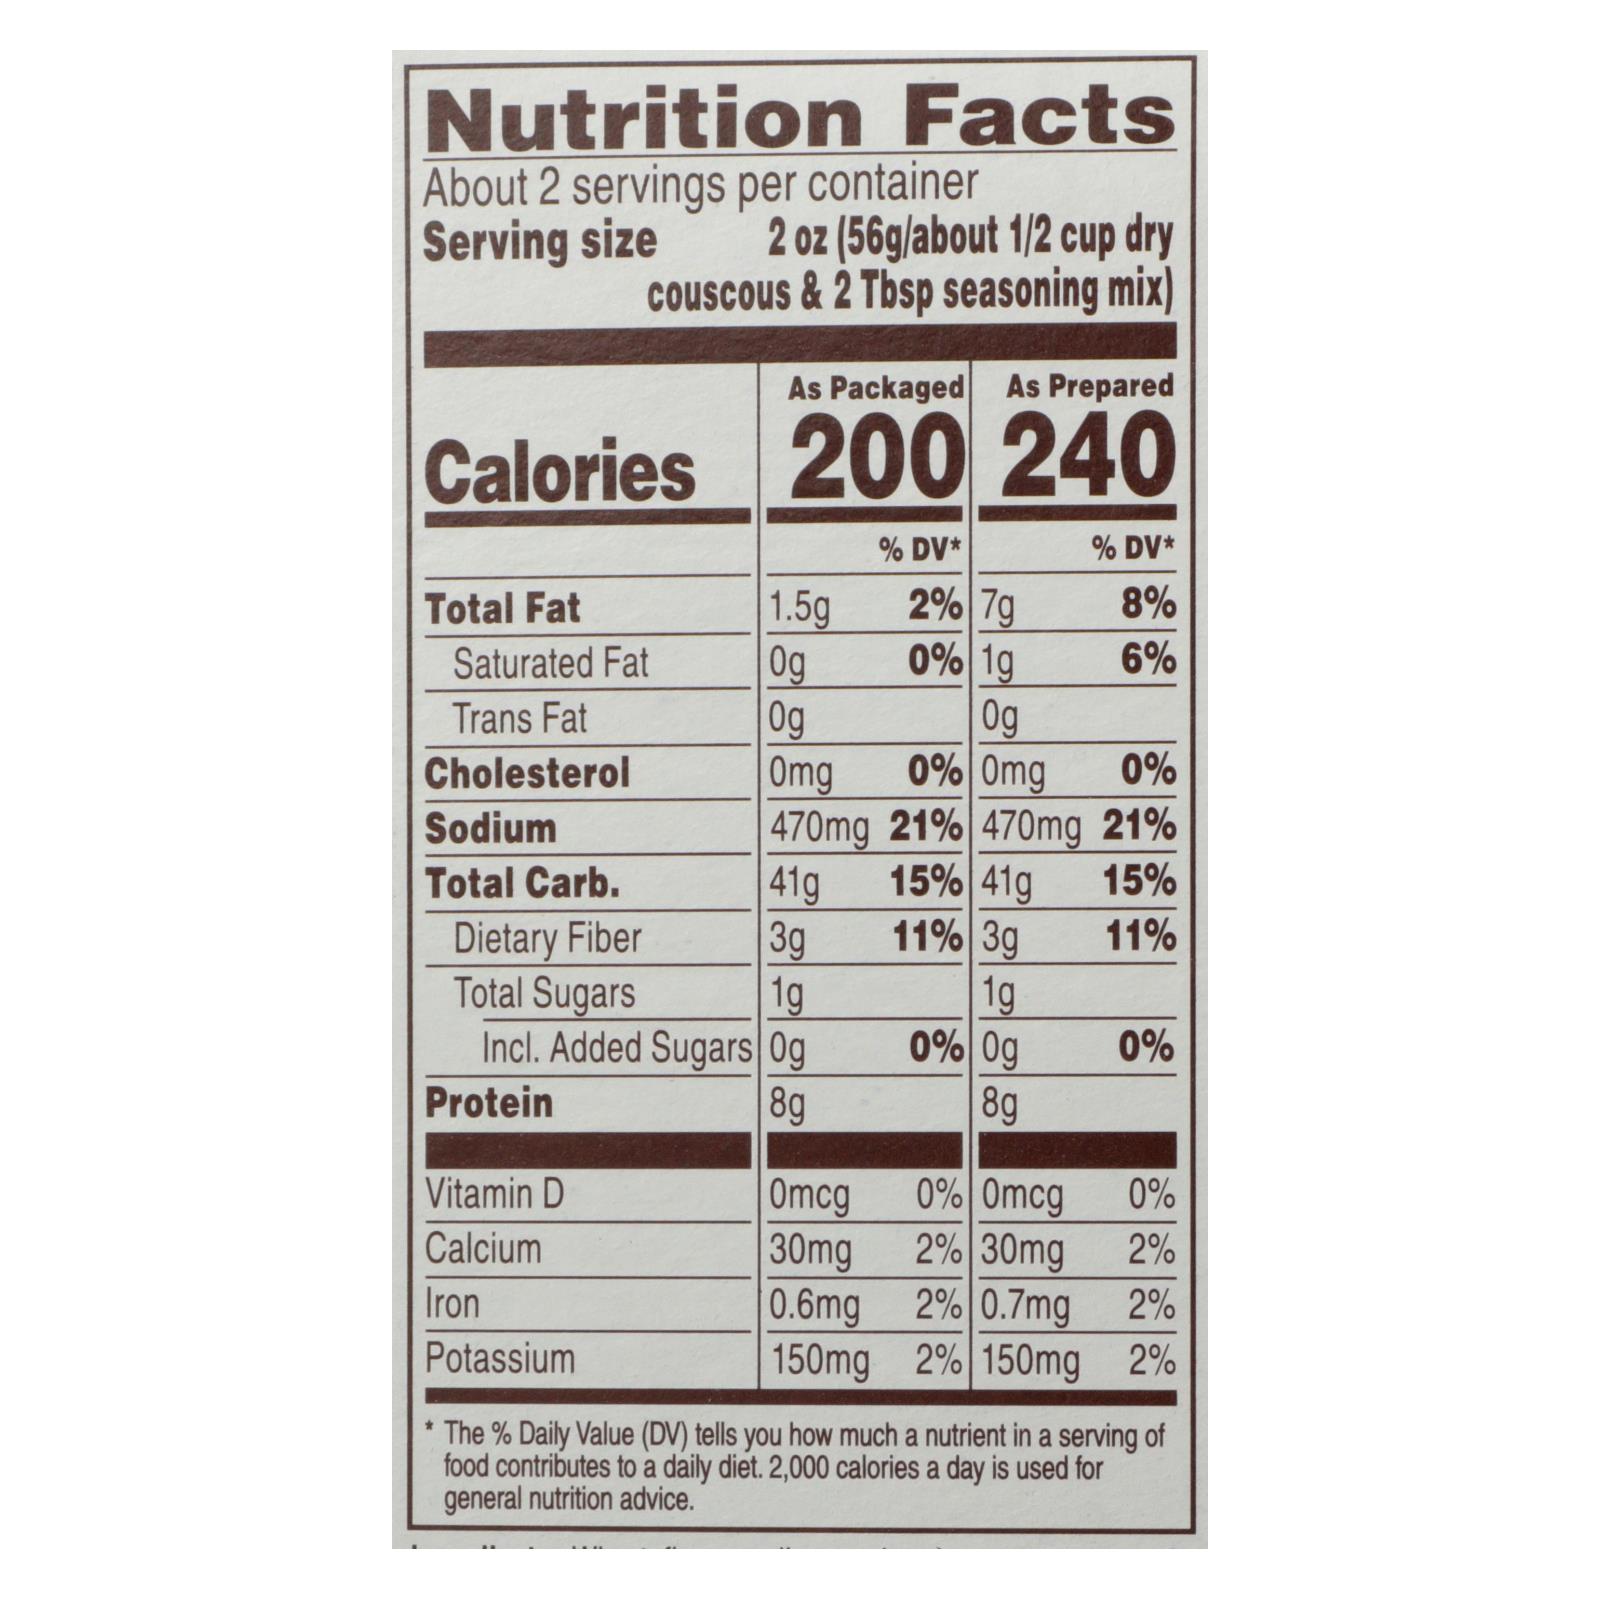 Nutrition Facts
About 2 servings per container
Serving size 2 oz (56g/about 1/2 cup dry
couscous & 2 Tbsp seasoning mix)
As Packaged As Prepared
Calories 200 240
% DV* % DV*
Total Fat 1.5g 2% 7g 8%
Saturated Fat 0g 0% 1g 6%
Trans Fat 0g 0g
Cholesterol 0mg 0% 0mg 0%
Sodium 470mg 21% 470mg 21%
Total Carb. 41g 15% 41g 15%
Dietary Fiber 3g 11% 3g 11%
Total Sugars 1g 1g
Incl. Added Sugars 0g 0% 0g 0%
Protein 8g 8g
Vitamin D 0mcg 0% 0mcg 0%
Calcium 30mg 2% 30mg 2%
Iron 0.6mg 2% 0.7mg 2%
Potassium 150mg 2% 150mg 2%
* The % Daily Value (DV) tells you how much a nutrient in a serving of
food contributes to a daily diet. 2,000 calories a day is used for
general nutrition advice.